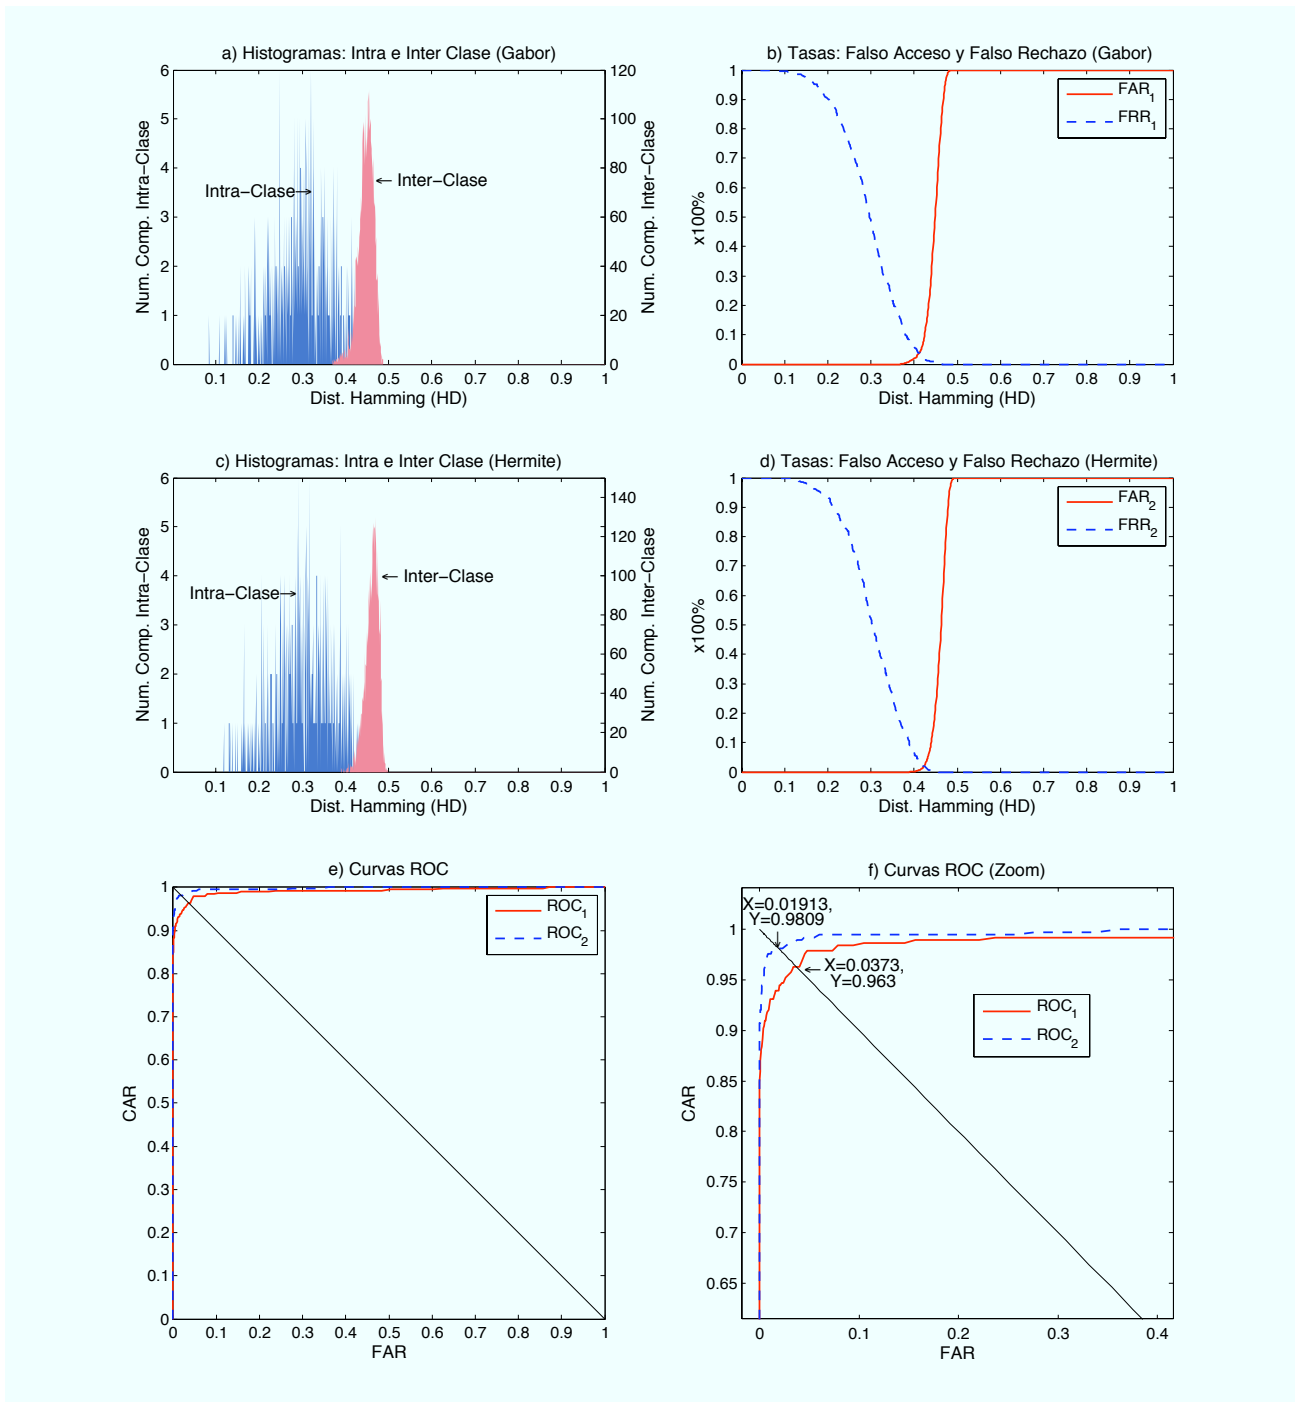 a) Histogramas: Intra e Inter Clase (Gabor)
6
5
4
3
2
1
0
120
100
80
60
40
20
0
Num. Comp. Intra−Clase
Num. Comp. Inter−Clase
Intra−Clase
Inter−Clase
0.1 0.2 0.3 0.4 0.5 0.6 0.7 0.8 0.9 1
Dist. Hamming (HD)
b) Tasas: Falso Acceso y Falso Rechazo (Gabor)
1
0.9
0.8
0.7
0.6
0.5
0.4
0.3
0.2
0.1
0
x100%
FAR1
FRR1
0 0.1 0.2 0.3 0.4 0.5 0.6 0.7 0.8 0.9 1
Dist. Hamming (HD)
c) Histogramas: Intra e Inter Clase (Hermite)
6
5
4
3
2
1
0
140
120
100
80
60
40
20
0
Num. Comp. Intra−Clase
Num. Comp. Inter−Clase
Intra−Clase
Inter−Clase
0.1 0.2 0.3 0.4 0.5 0.6 0.7 0.8 0.9 1
Dist. Hamming (HD)
d) Tasas: Falso Acceso y Falso Rechazo (Hermite)
1
0.9
0.8
0.7
0.6
0.5
0.4
0.3
0.2
0.1
0
x100%
FAR2
FRR2
0 0.1 0.2 0.3 0.4 0.5 0.6 0.7 0.8 0.9 1
Dist. Hamming (HD)
e) Curvas ROC
1
0.9
0.8
0.7
0.6
0.5
0.4
0.3
0.2
0.1
0
CAR
ROC1
ROC2
0 0.1 0.2 0.3 0.4 0.5 0.6 0.7 0.8 0.9 1
FAR
f) Curvas ROC (Zoom)
1
0.95
0.9
0.85
0.8
0.75
0.7
0.65
CAR
X=0.01913,
Y=0.9809
X=0.0373,
Y=0.963
ROC1
ROC2
0 0.1 0.2 0.3 0.4
FAR